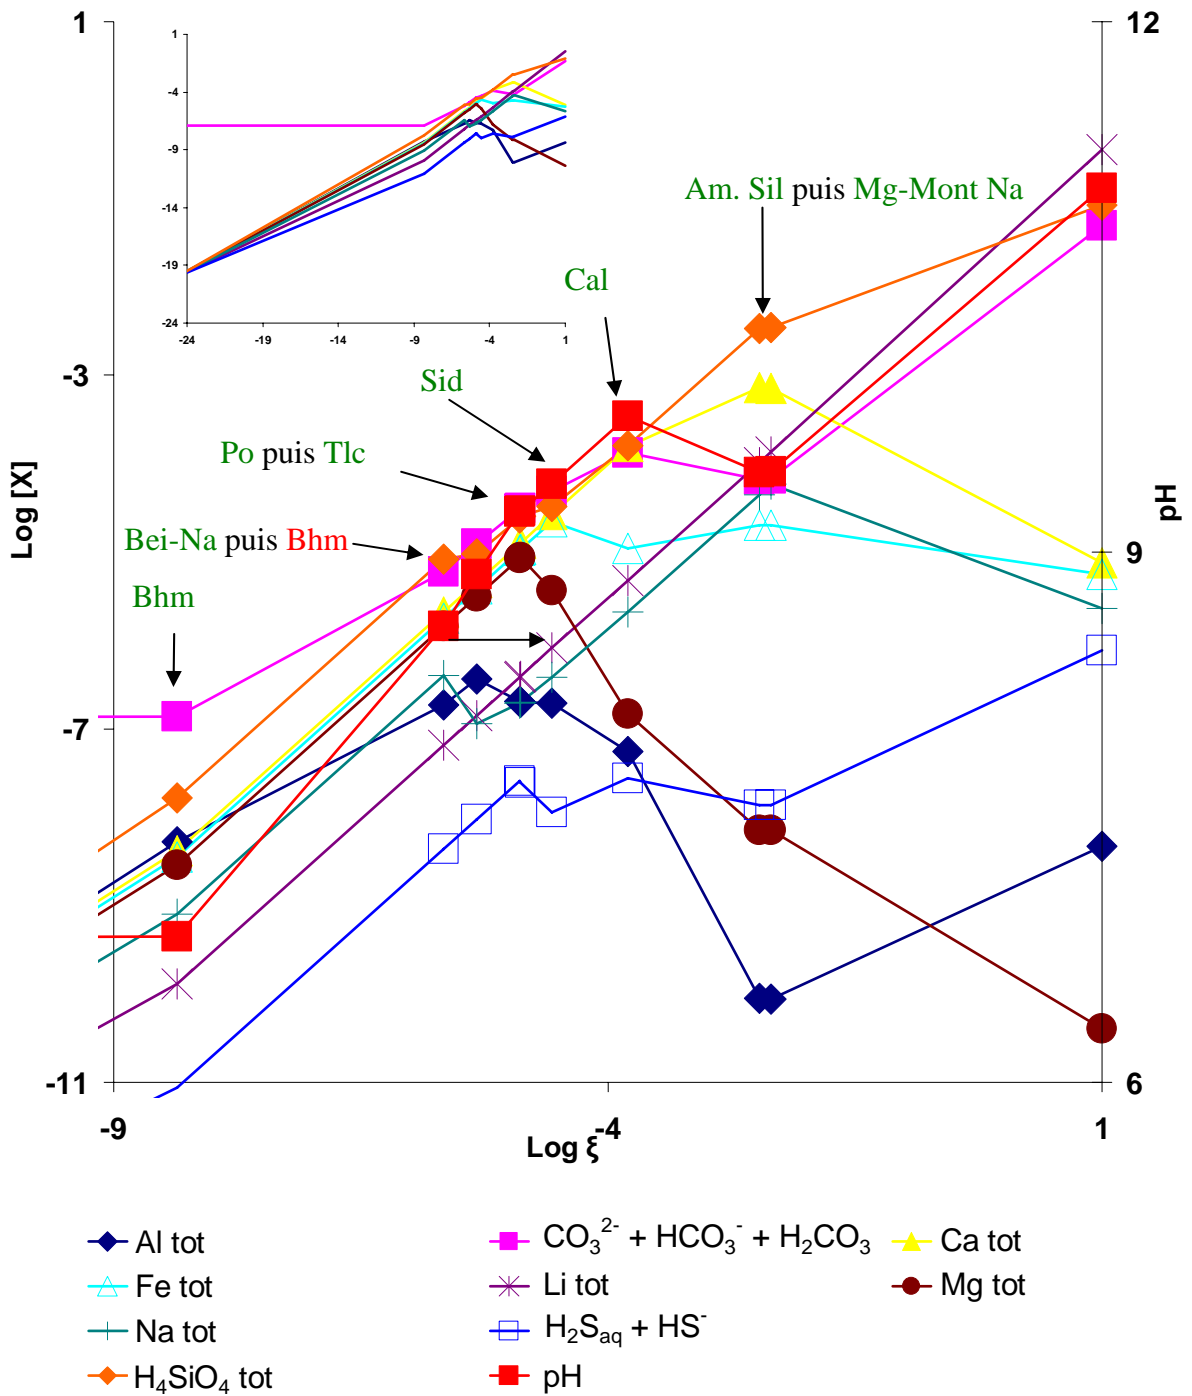 1
12
1
-4
-9
-14
-19
-24
-24
-19
-14
-9
-4
1
Am. Sil puis Mg-Mont Na
Cal
-3
Sid
Po puis Tlc
Log [X]
pH
9
Bei-Na puis Bhm
Bhm
-7
-11
6
-9
-4
1
Log ξ
Al tot
CO₃²⁻ + HCO₃⁻ + H₂CO₃
Ca tot
Fe tot
Li tot
Mg tot
Na tot
H₂Sₐq + HS⁻
H₄SiO₄ tot
pH